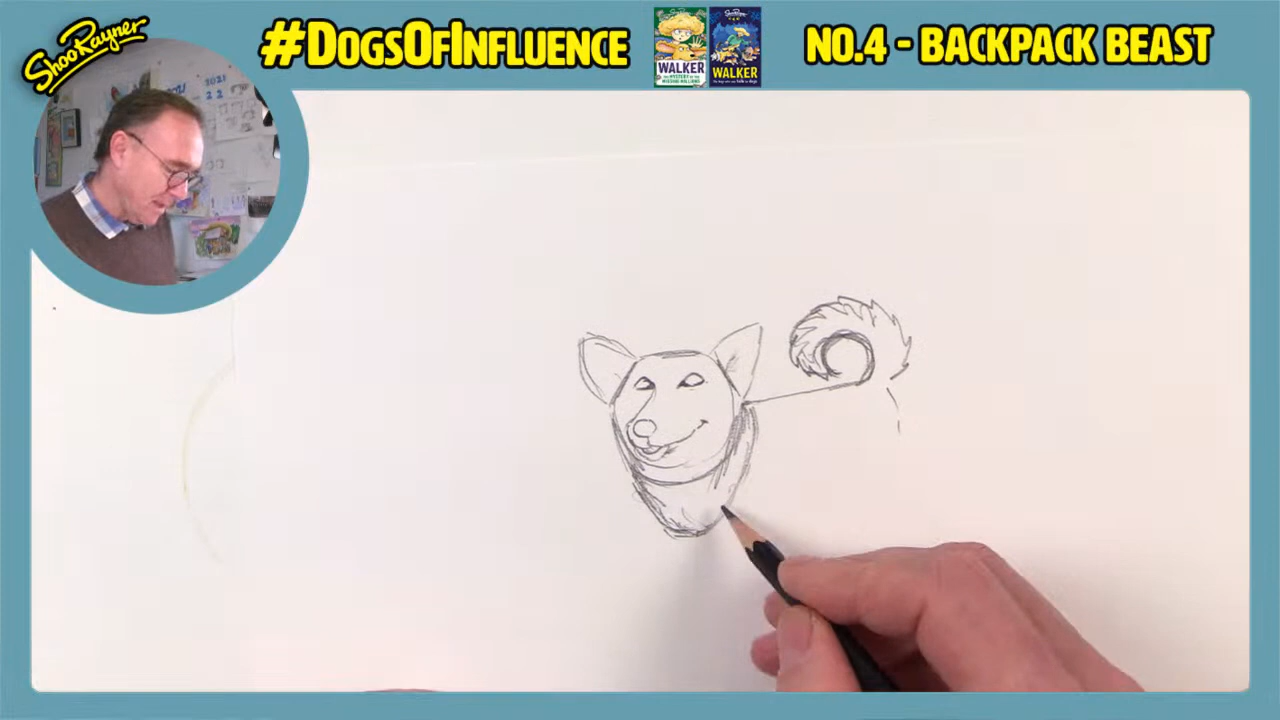 ShooRayner
#DOGSOFINFLUENCE
WALKER
WALKER
NO.4 - BACKPACK BEAST